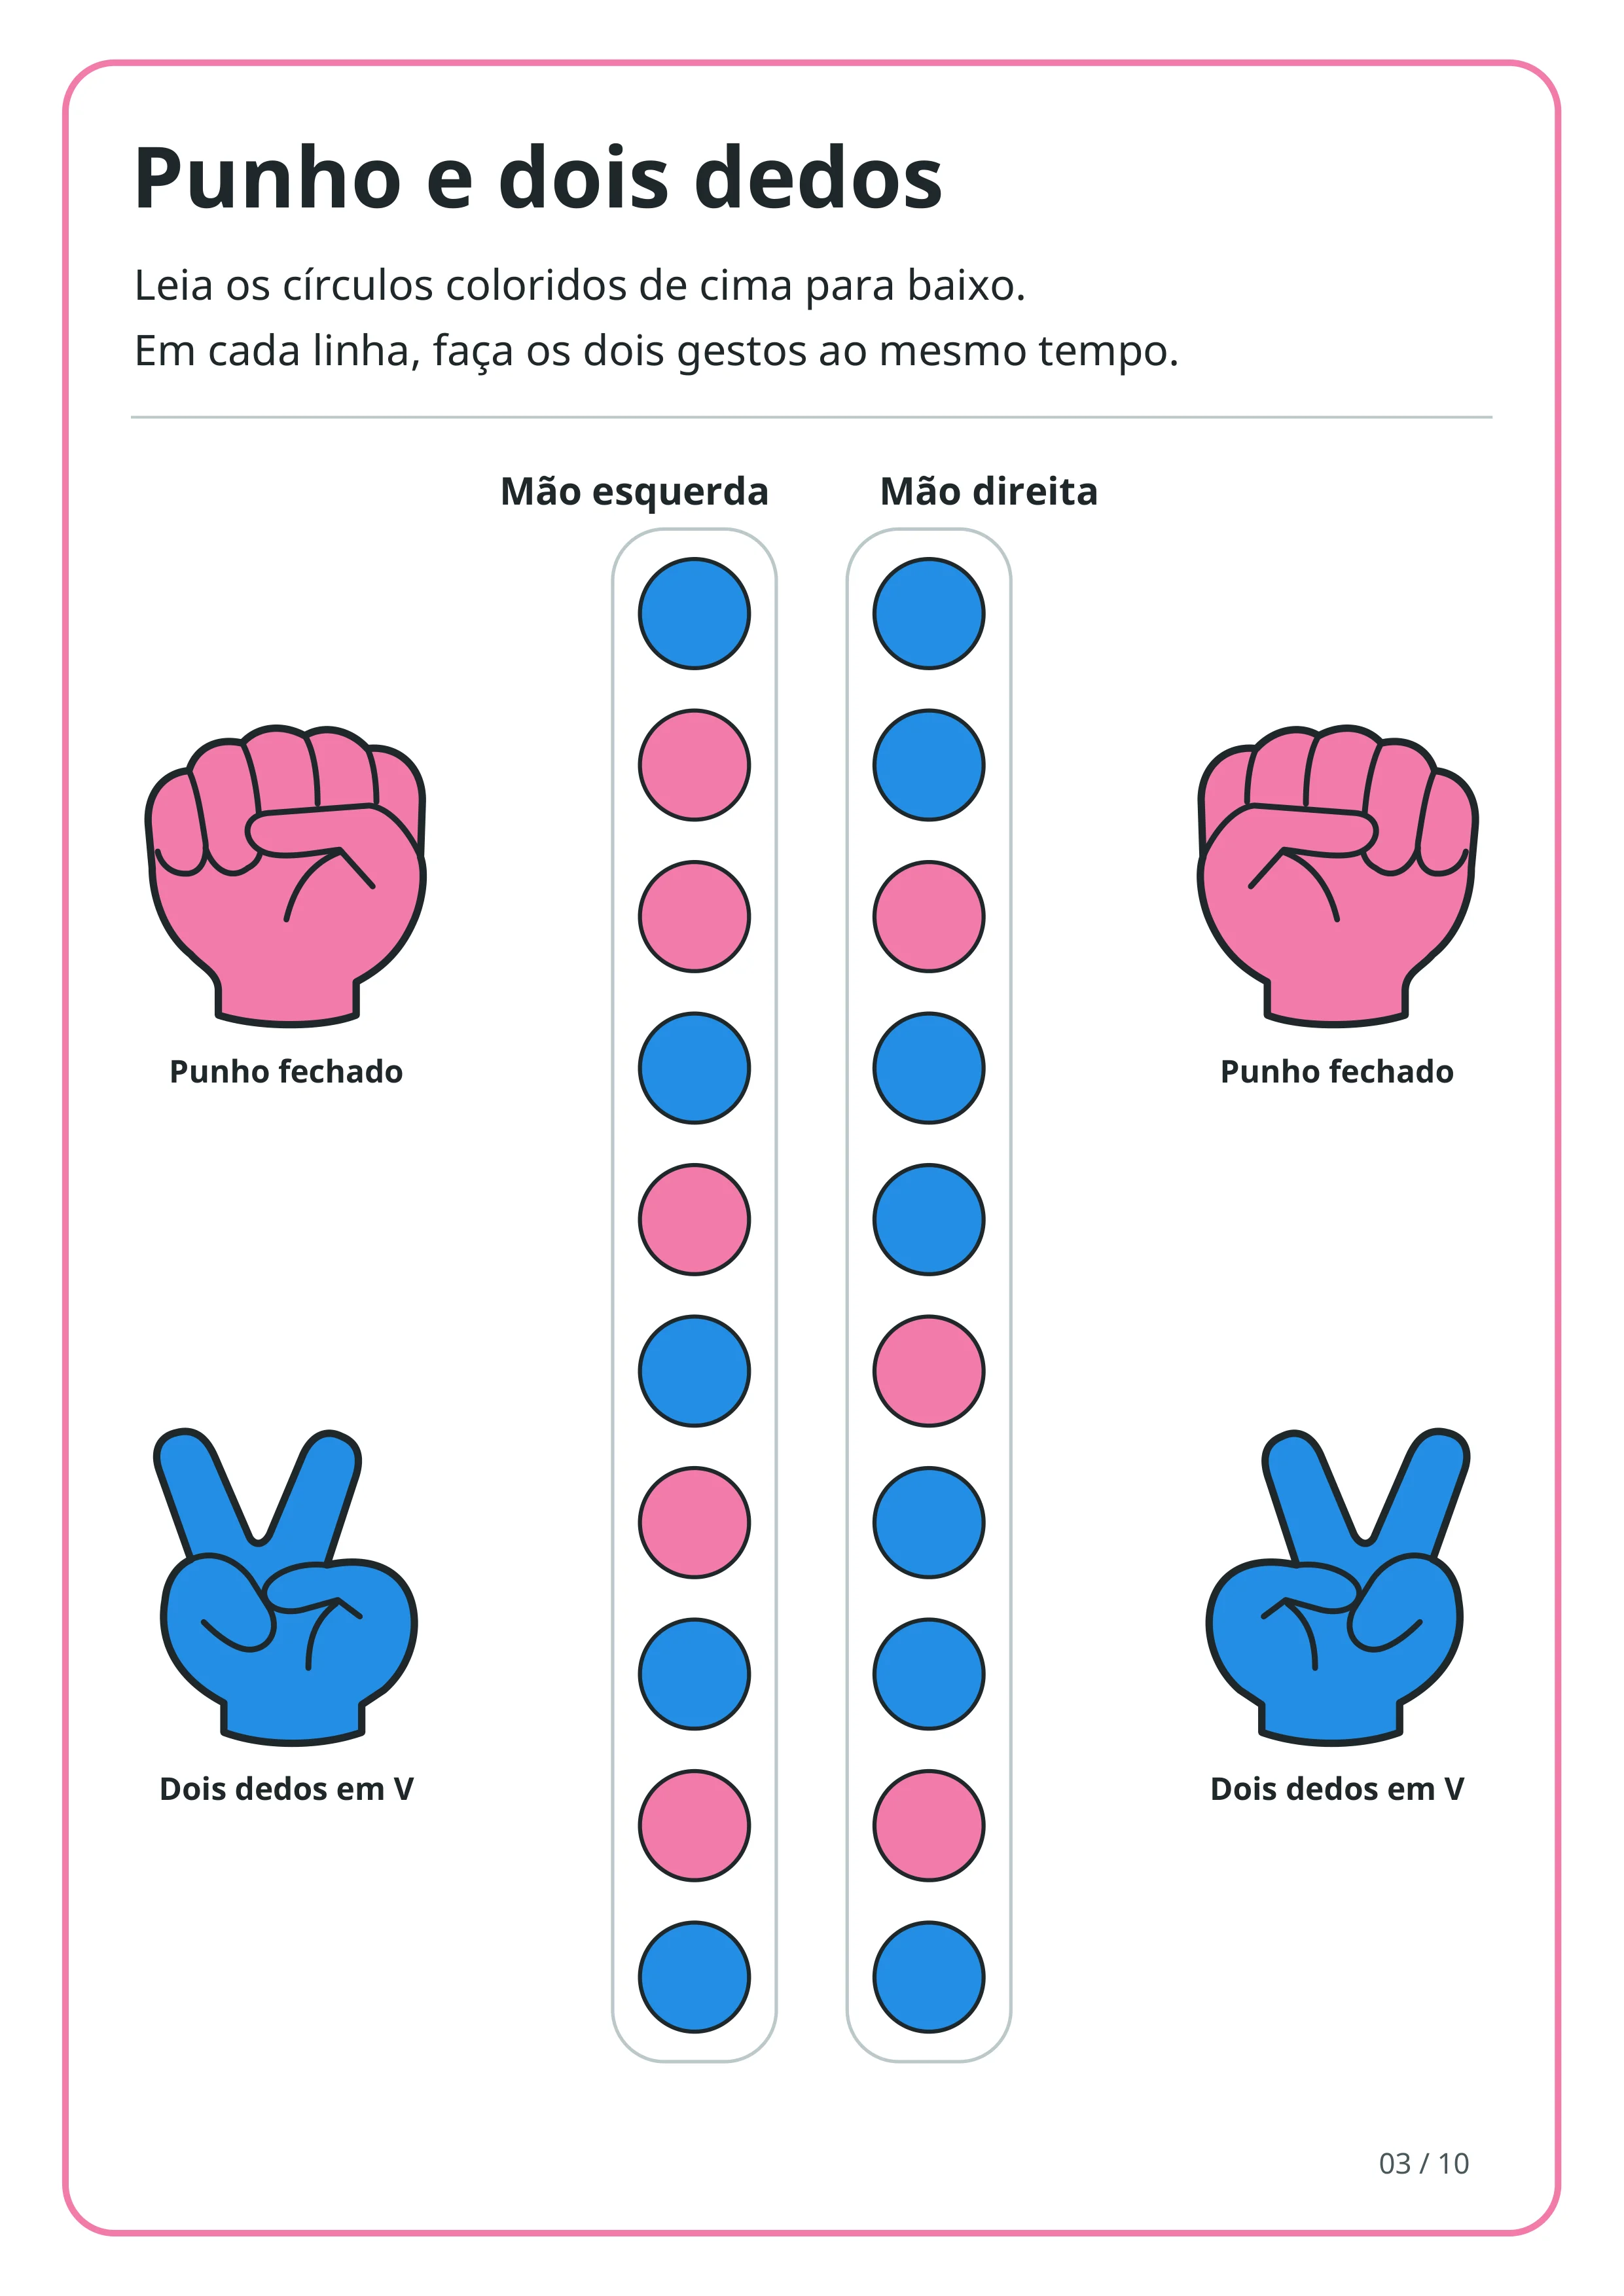 Punho e dois dedos
Leia os círculos coloridos de cima para baixo.
Em cada linha, faça os dois gestos ao mesmo tempo.
Mão esquerda
Mão direita
Punho fechado
Punho fechado
Dois dedos em V
Dois dedos em V
03 / 10